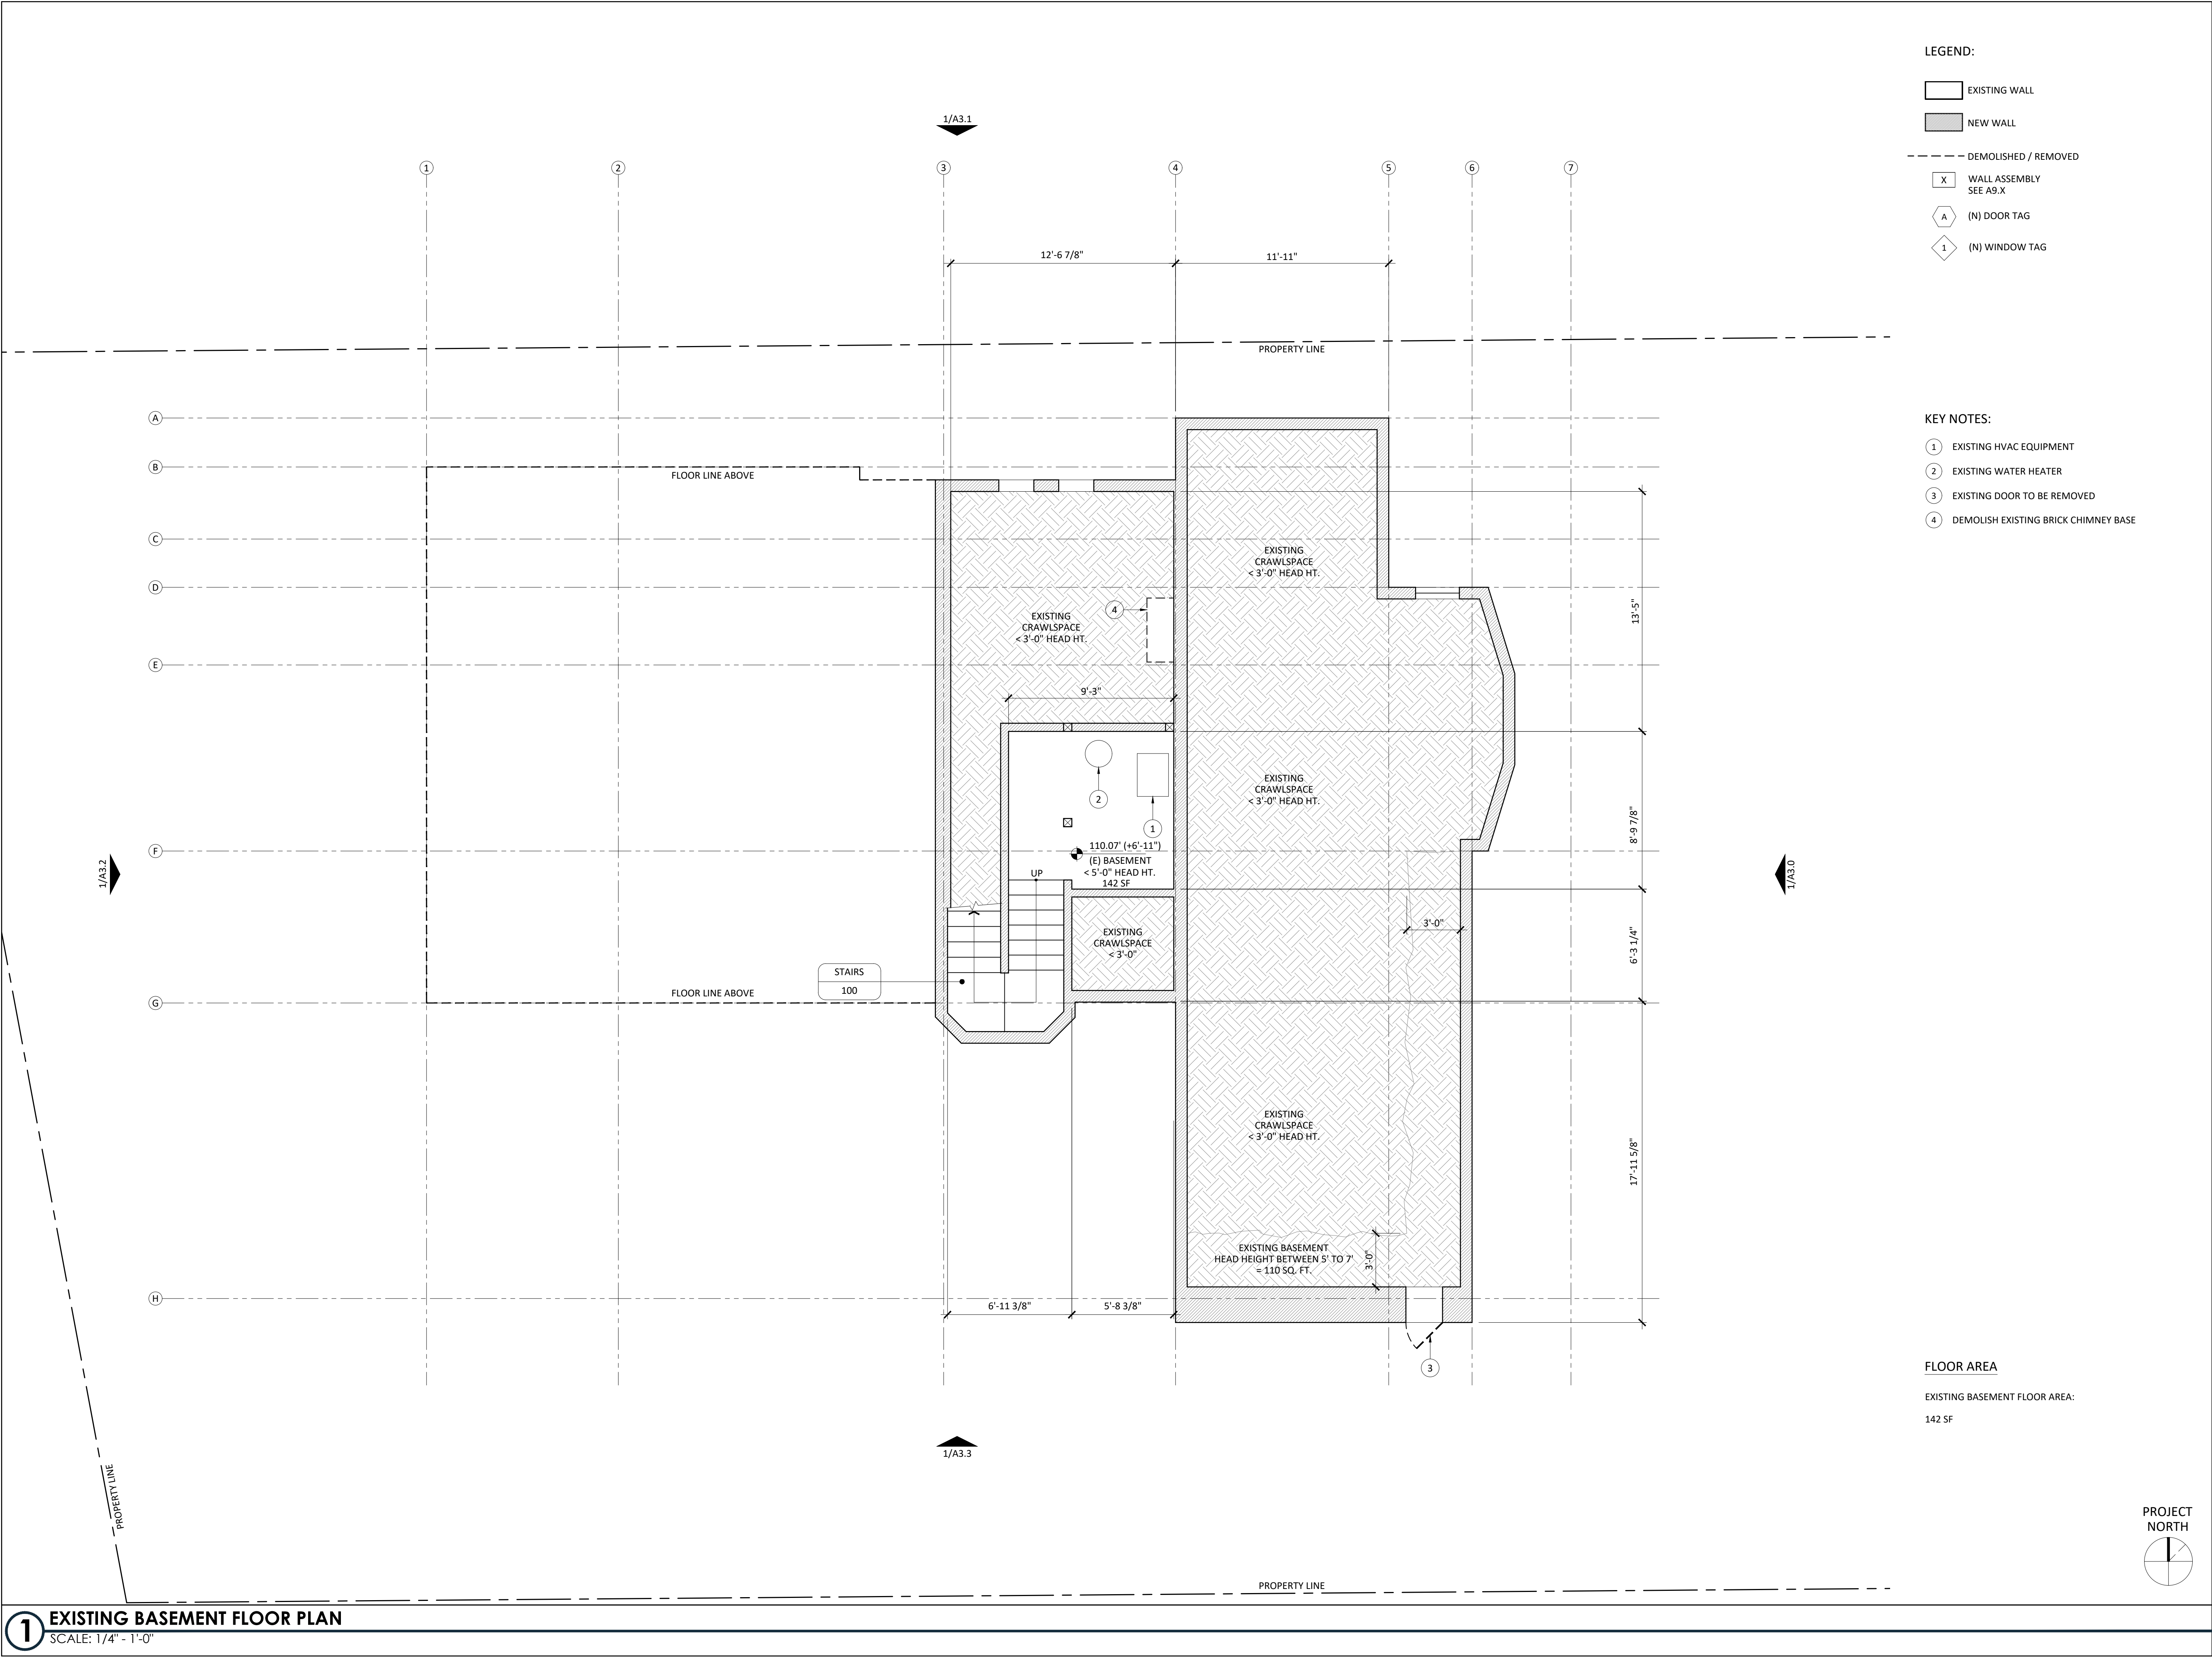 LEGEND:
EXISTING WALL
NEW WALL
DEMOLISHED / REMOVED
X
WALL ASSEMBLY
SEE A9.X
A
(N) DOOR TAG
1
(N) WINDOW TAG
1/A3.1
1
2
3
4
5
6
7
12'-6 7/8"
11'-11"
PROPERTY LINE
A
B
C
D
E
F
G
H
FLOOR LINE ABOVE
KEY NOTES:
1 EXISTING HVAC EQUIPMENT
2 EXISTING WATER HEATER
3 EXISTING DOOR TO BE REMOVED
4 DEMOLISH EXISTING BRICK CHIMNEY BASE
EXISTING
CRAWLSPACE
< 3'-0" HEAD HT.
4
EXISTING
CRAWLSPACE
< 3'-0" HEAD HT.
13'-5"
9'-3"
2
1
EXISTING
CRAWLSPACE
< 3'-0" HEAD HT.
8'-9 7/8"
110.07' (+6'-11")
(E) BASEMENT
< 5'-0" HEAD HT.
142 SF
UP
1/A3.2
1/A3.0
EXISTING
CRAWLSPACE
< 3'-0"
3'-0"
6'-3 1/4"
STAIRS
100
FLOOR LINE ABOVE
EXISTING
CRAWLSPACE
< 3'-0" HEAD HT.
17'-11 5/8"
EXISTING BASEMENT
HEAD HEIGHT BETWEEN 5' TO 7'
= 110 SQ. FT.
3'-0"
6'-11 3/8"
5'-8 3/8"
3
1/A3.3
FLOOR AREA
EXISTING BASEMENT FLOOR AREA:
142 SF
PROPERTY LINE
PROJECT
NORTH
PROPERTY LINE
1
EXISTING BASEMENT FLOOR PLAN
SCALE: 1/4" - 1'-0"